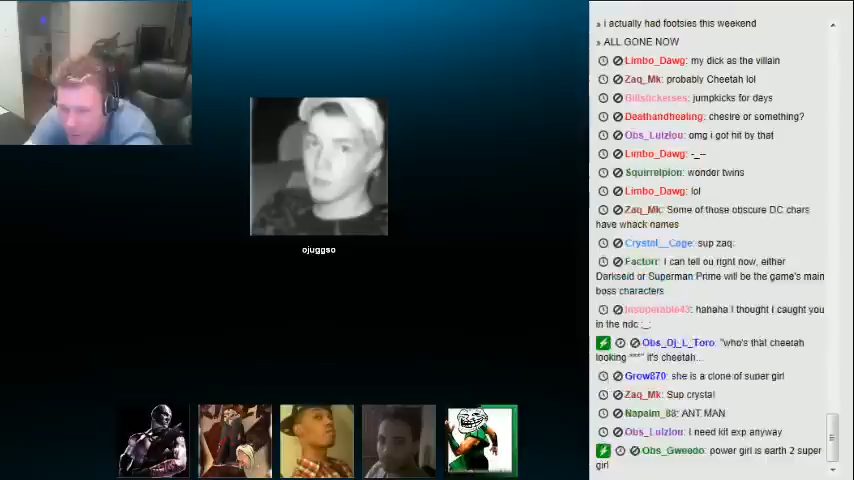 » i actually had footsies this weekend
» ALL GONE NOW
Limbo_Dawg: my dick as the villain
Zaq_Mk: probably Cheetah lol
Billstickerses: jumpkicks for days
Deathandhealing: chesire or something?
Obs_Luizlou: omg i got hit by that
Limbo_Dawg: -_--
Squirrelpion: wonder twins
Limbo_Dawg: lol
Zaq_Mk: Some of those obscure DC chars
have whack names
Crystal__Cage: sup zaq:
Factorr: I can tell ou right now, either
Darkseid or Superman Prime will be the game's main
boss characters
Insuperable43: hahaha I thought I caught you
in the ndc :_;
Obs_Dj_L_Toro: "who's that cheetah
looking ***" it's cheetah...
Grow870: she is a clone of super girl
Zaq_Mk: Sup crystal
Napalm_88: ANT MAN
Obs_Luizlou: I need kit exp anyway
Obs_Gweedo: power girl is earth 2 super
girl
ojuggso